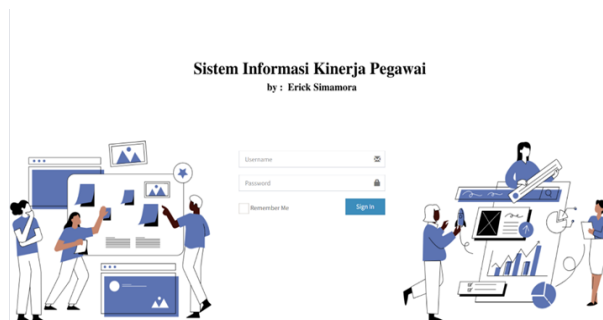 Sistem Informasi Kinerja Pegawai
by : Erick Simamora
Username
Password
Remember Me
Sign In